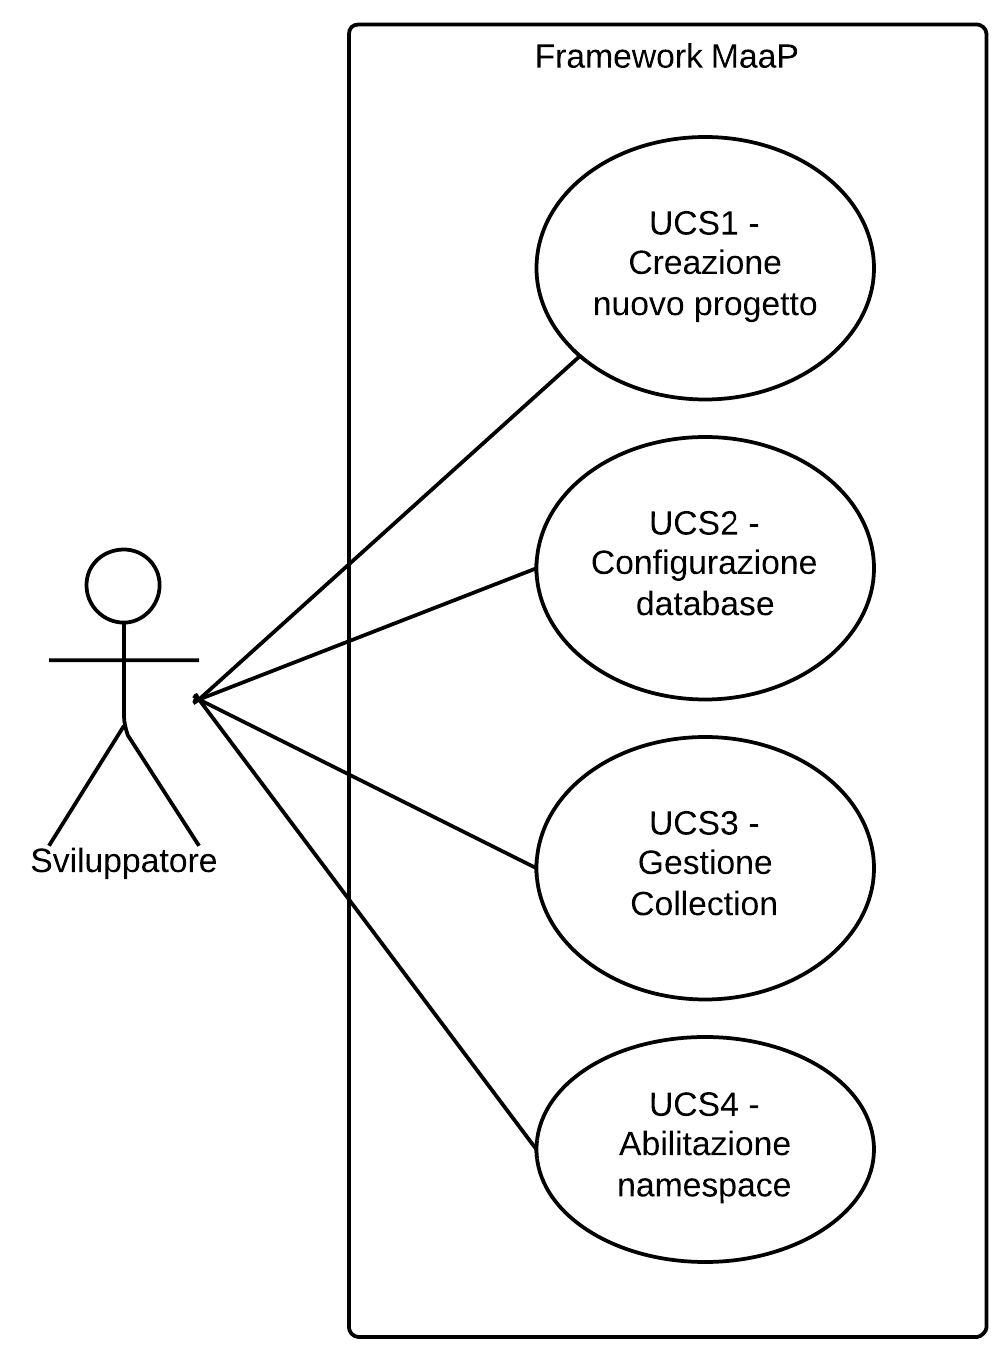 Framework MaaP
UCS1 -
Creazione
nuovo progetto
UCS2 -
Configurazione
database
UCS3 -
Gestione
Collection
UCS4 -
Abilitazione
namespace
Sviluppatore